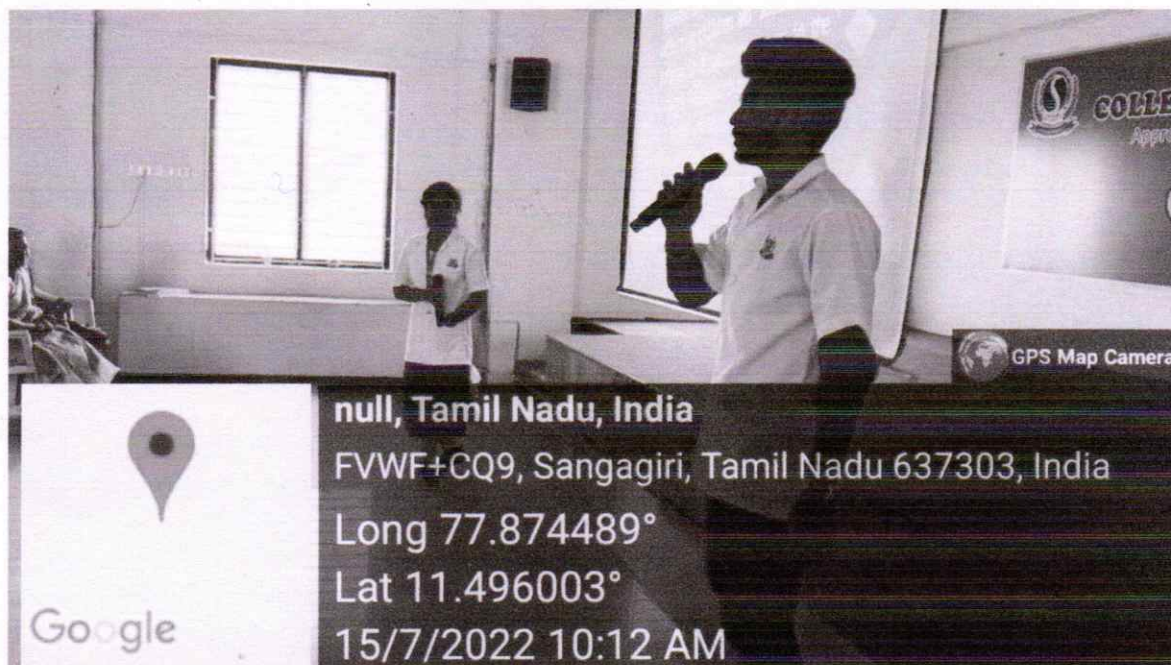 COLLE
Appro
GPS Map Camera
null, Tamil Nadu, India
FVWF+CQ9, Sangagiri, Tamil Nadu 637303, India
Long 77.874489°
Lat 11.496003°
15/7/2022 10:12 AM
Google